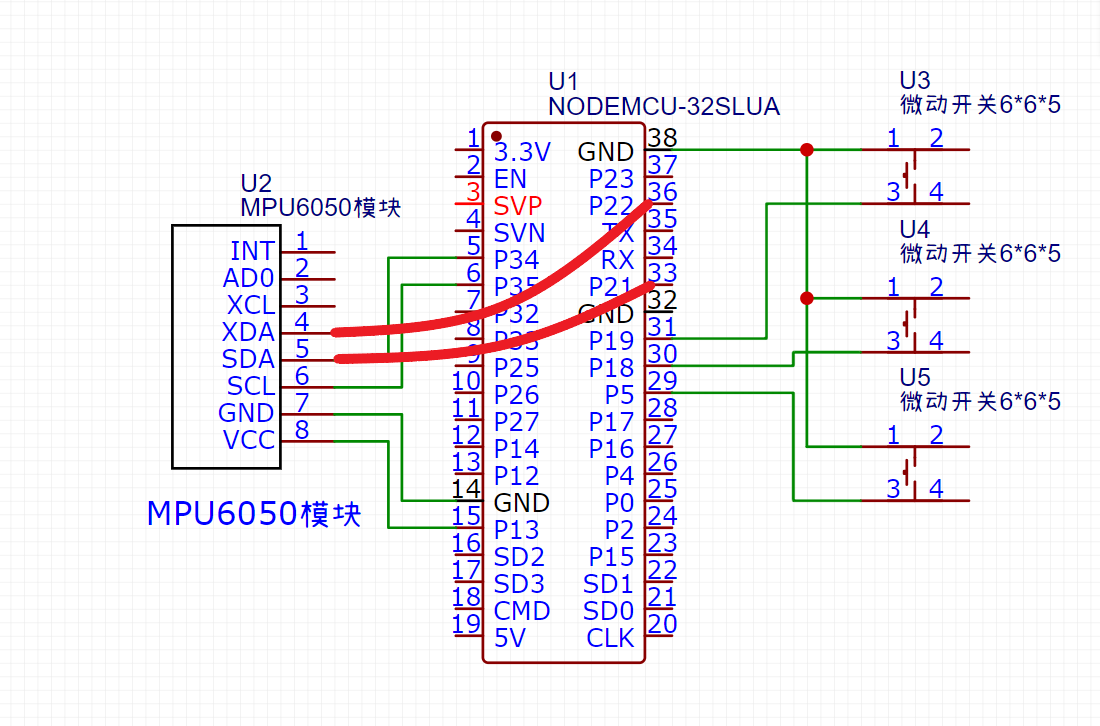 U1
NODEMCU-32SLUA
1 3.3V GND 38
2 EN P23 37
3 SVP P22 36
4 SVN TX 35
5 P34 RX 34
6 P35 P21 33
7 P32 GND 32
8 P33 P19 31
9 P25 P18 30
10 P26 P5 29
11 P27 P17 28
12 P14 P16 27
13 P12 P4 26
14 GND P0 25
15 P13 P2 24
16 SD2 P15 23
17 SD3 SD1 22
18 CMD SD0 21
19 5V CLK 20
U2
MPU6050模块
INT 1
AD0 2
XCL 3
XDA 4
SDA 5
SCL 6
GND 7
VCC 8
MPU6050模块
U3
微动开关6*6*5
1 2
3 4
U4
微动开关6*6*5
1 2
3 4
U5
微动开关6*6*5
1 2
3 4